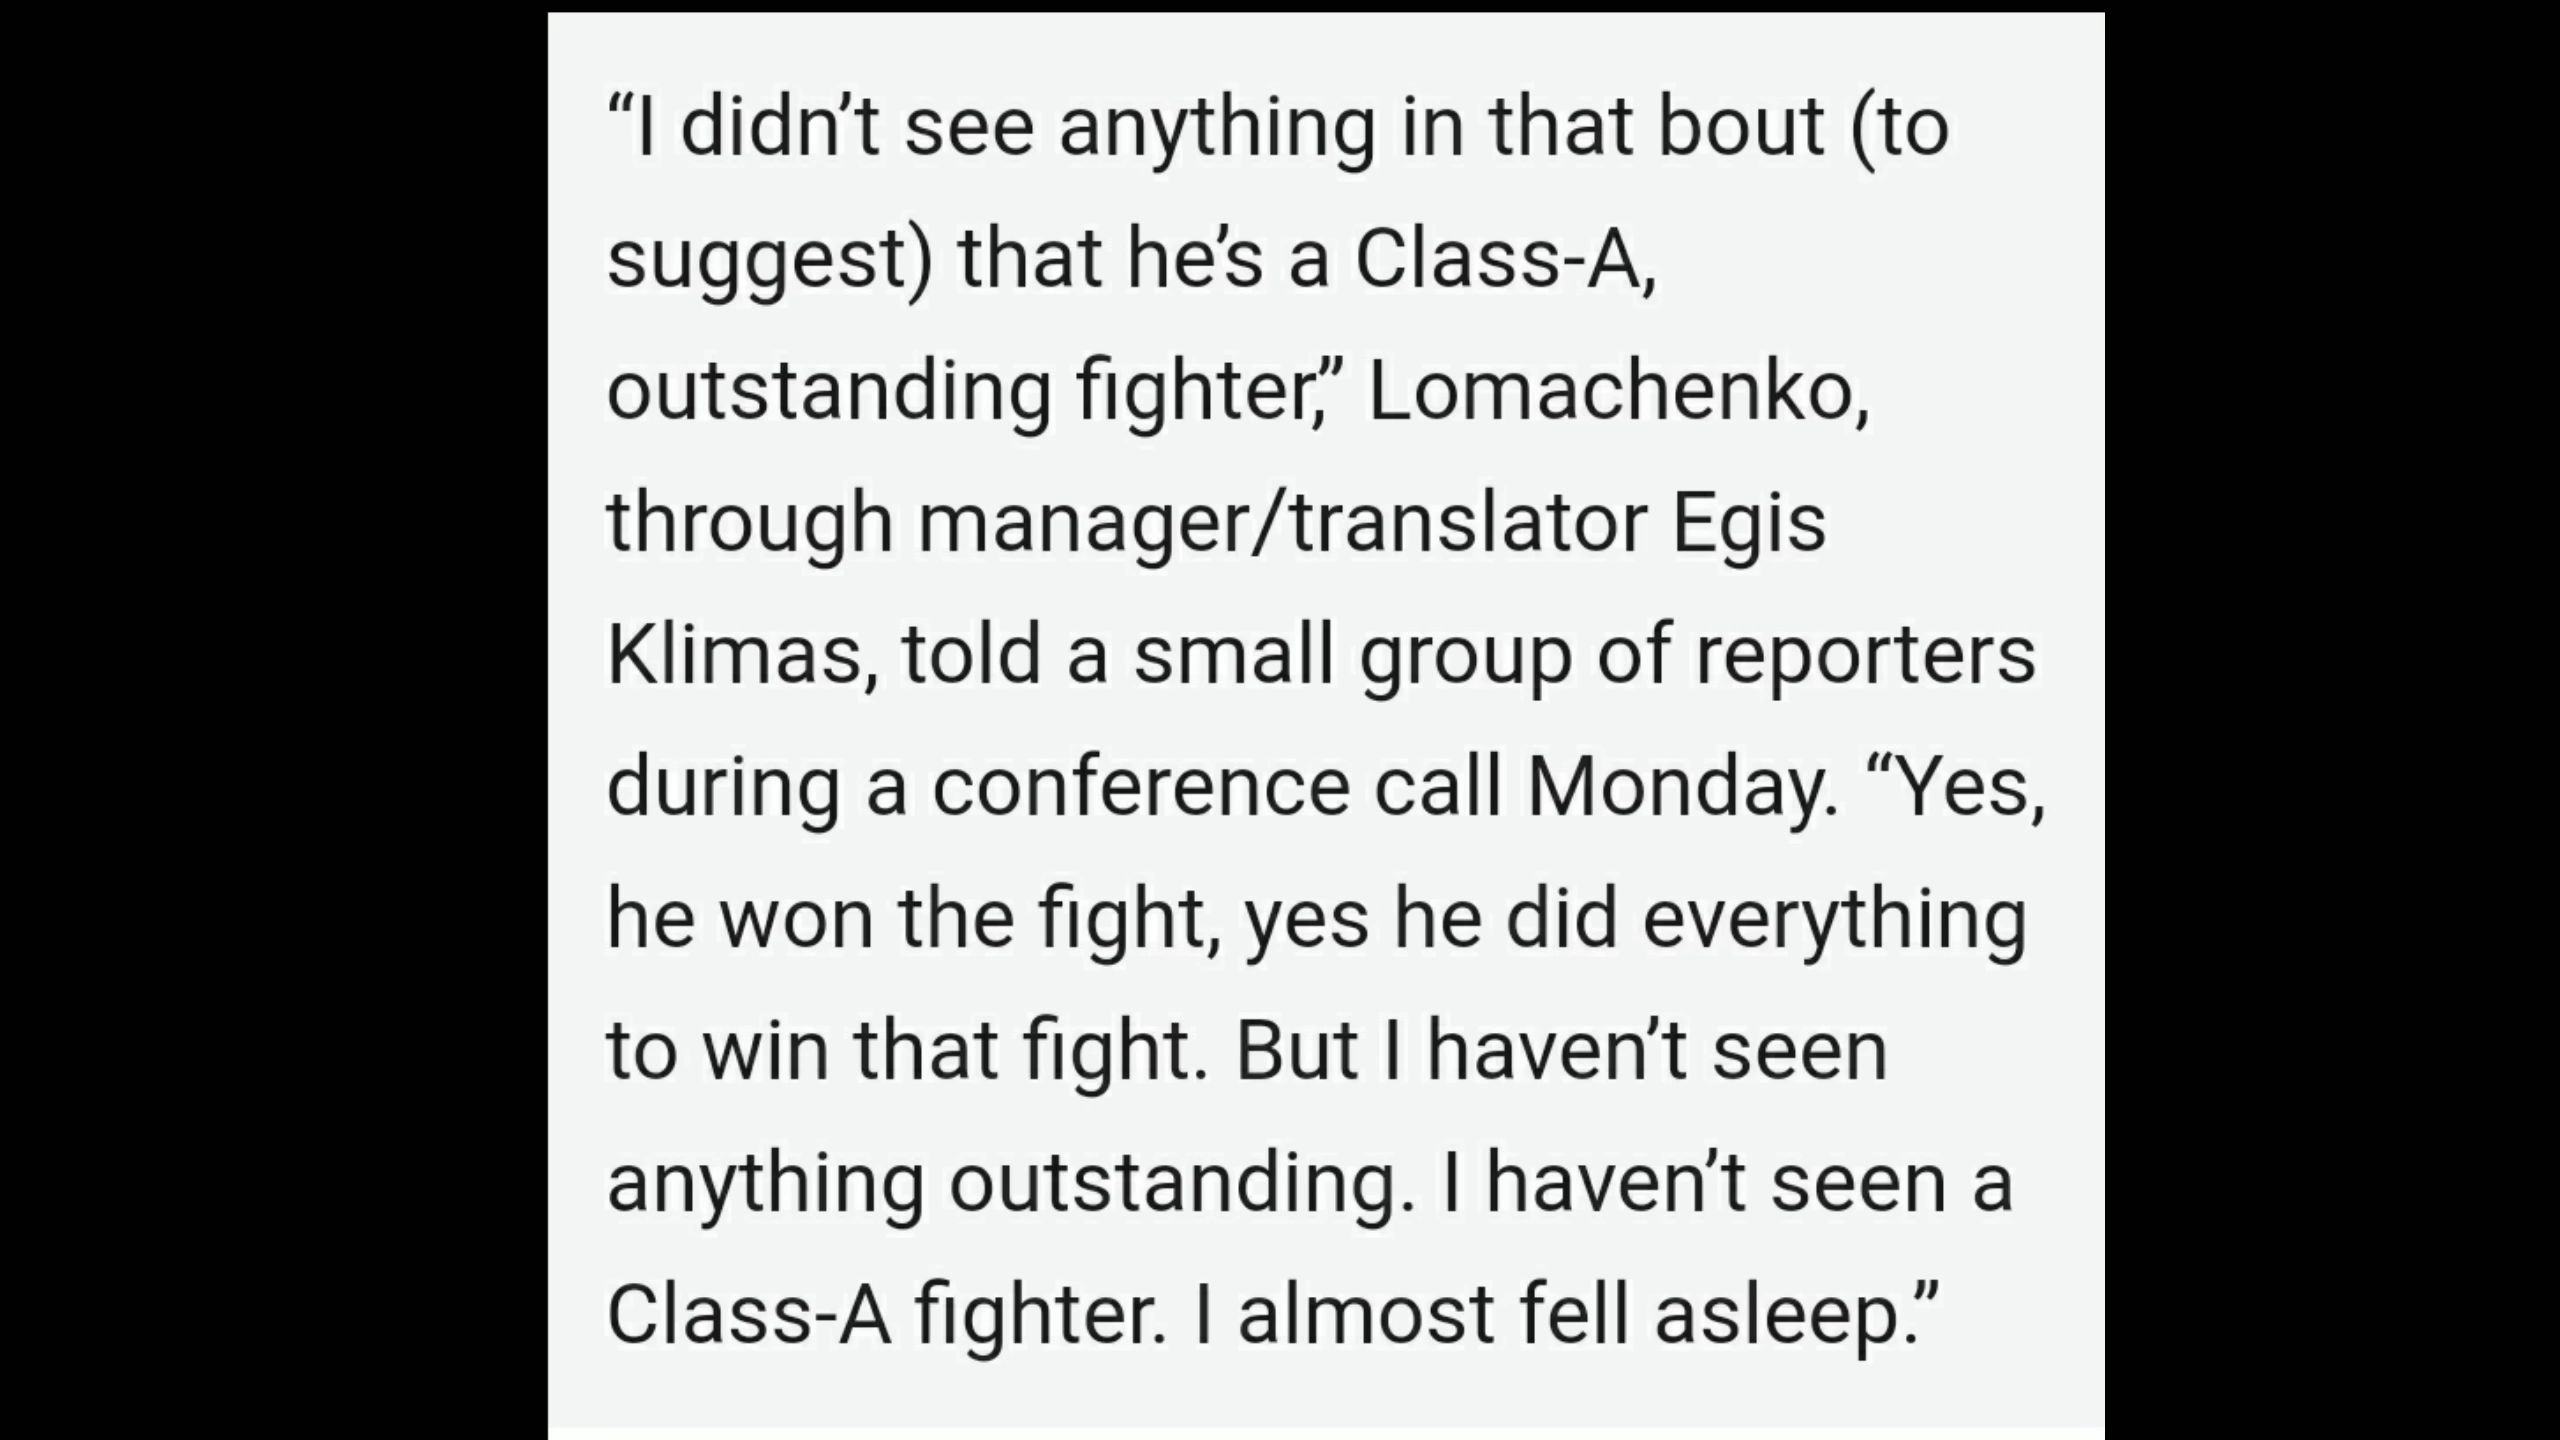 “I didn’t see anything in that bout (to
suggest) that he’s a Class-A,
outstanding fighter,” Lomachenko,
through manager/translator Egis
Klimas, told a small group of reporters
during a conference call Monday. “Yes,
he won the fight, yes he did everything
to win that fight. But I haven’t seen
anything outstanding. I haven’t seen a
Class-A fighter. I almost fell asleep.”